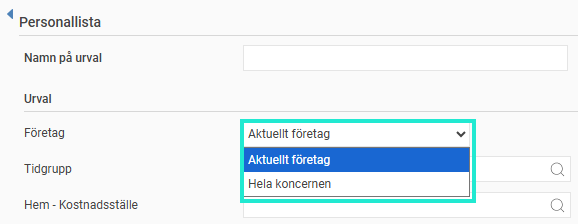 Personallista
Namn på urval
Urval
Företag
Aktuellt företag
Aktuellt företag
Hela koncernen
Tidgrupp
Hem - Kostnadsställe